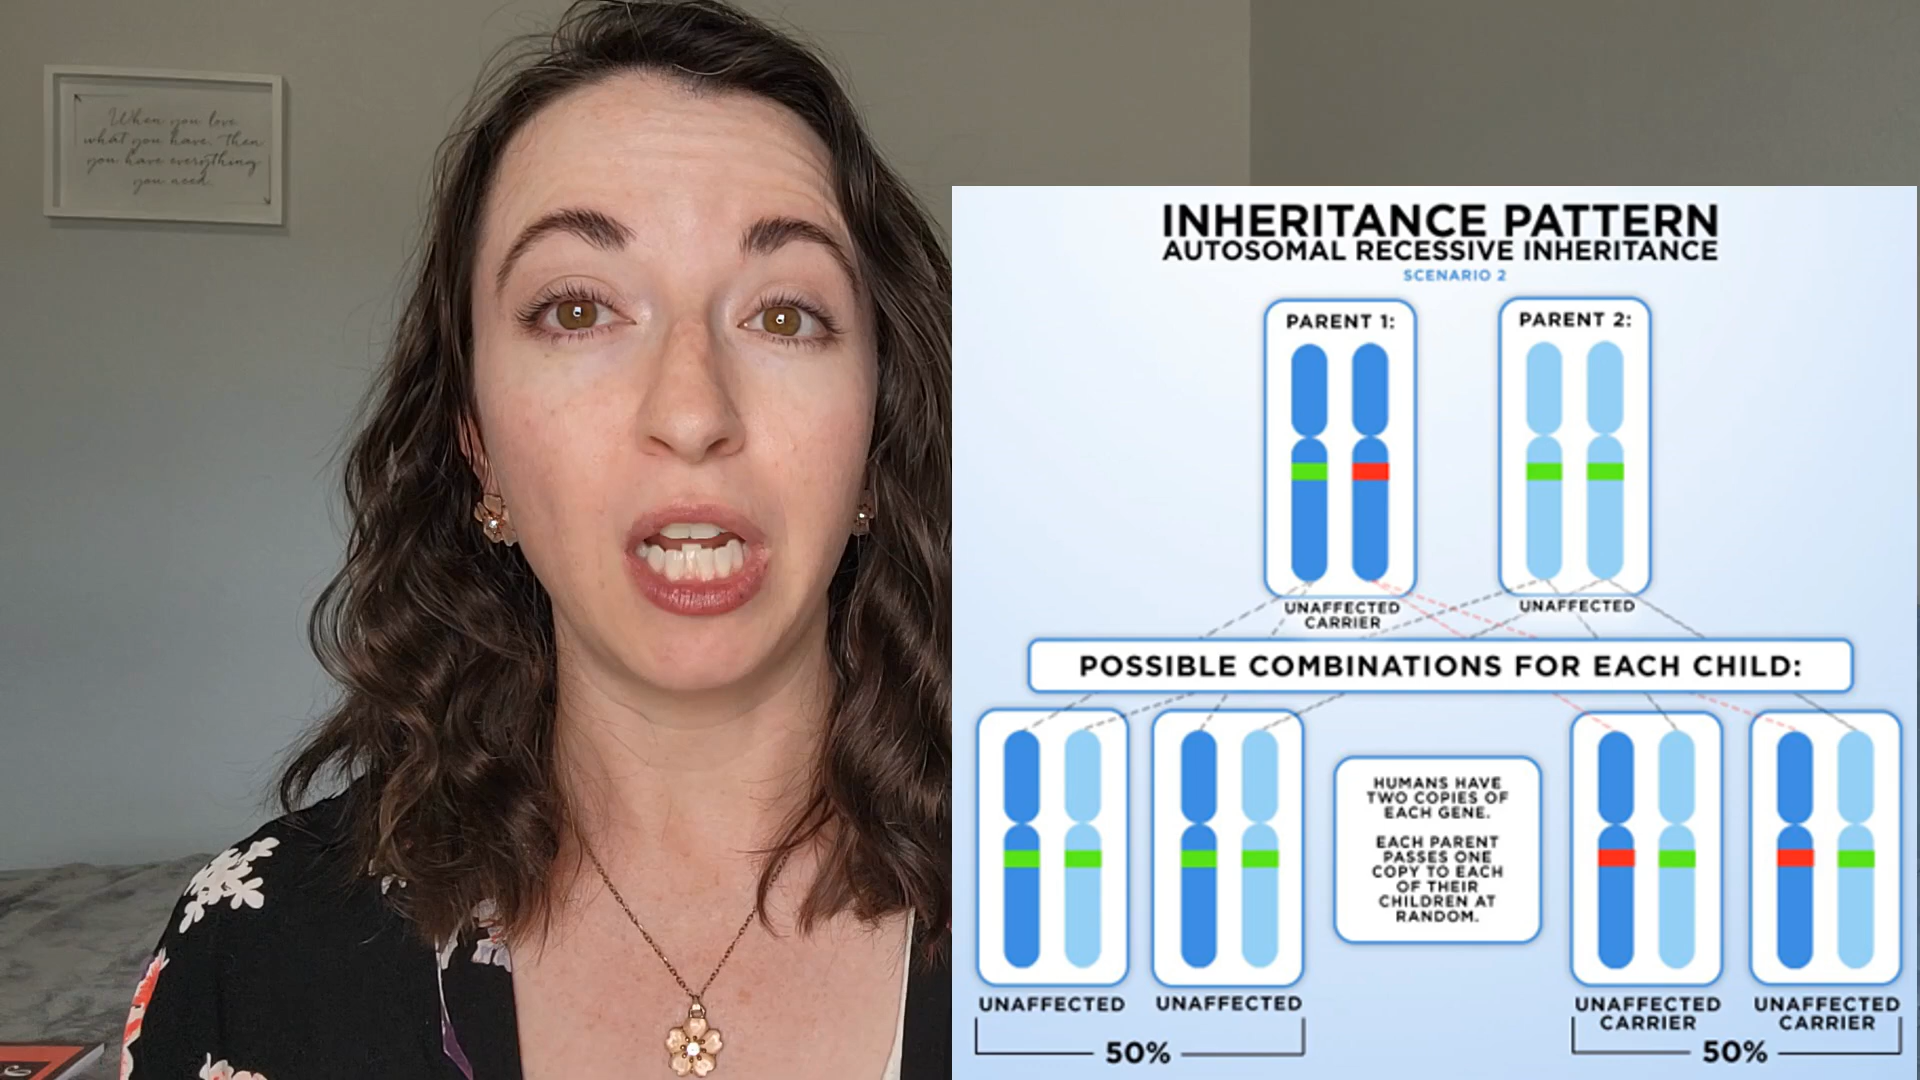 When you love
what you have, then
you have everything
you need.
INHERITANCE PATTERN
AUTOSOMAL RECESSIVE INHERITANCE
SCENARIO 2
PARENT 1:
PARENT 2:
UNAFFECTED
CARRIER
UNAFFECTED
POSSIBLE COMBINATIONS FOR EACH CHILD:
HUMANS HAVE
TWO COPIES OF
EACH GENE.
EACH PARENT
PASSES ONE
COPY TO EACH
OF THEIR
CHILDREN AT
RANDOM.
UNAFFECTED
UNAFFECTED
UNAFFECTED
CARRIER
UNAFFECTED
CARRIER
50%
50%